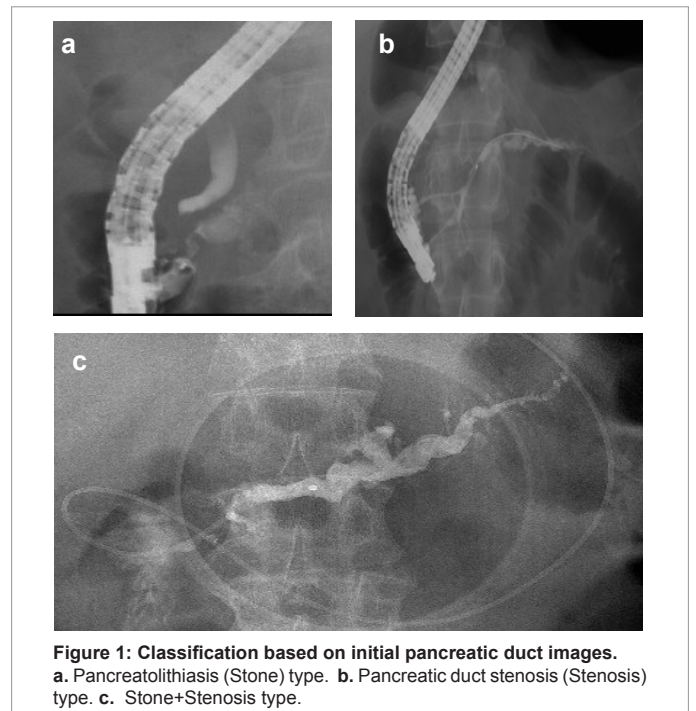 a
b
c
Figure 1: Classification based on initial pancreatic duct images.
a. Pancreatolithiasis (Stone) type. b. Pancreatic duct stenosis (Stenosis)
type. c. Stone+Stenosis type.